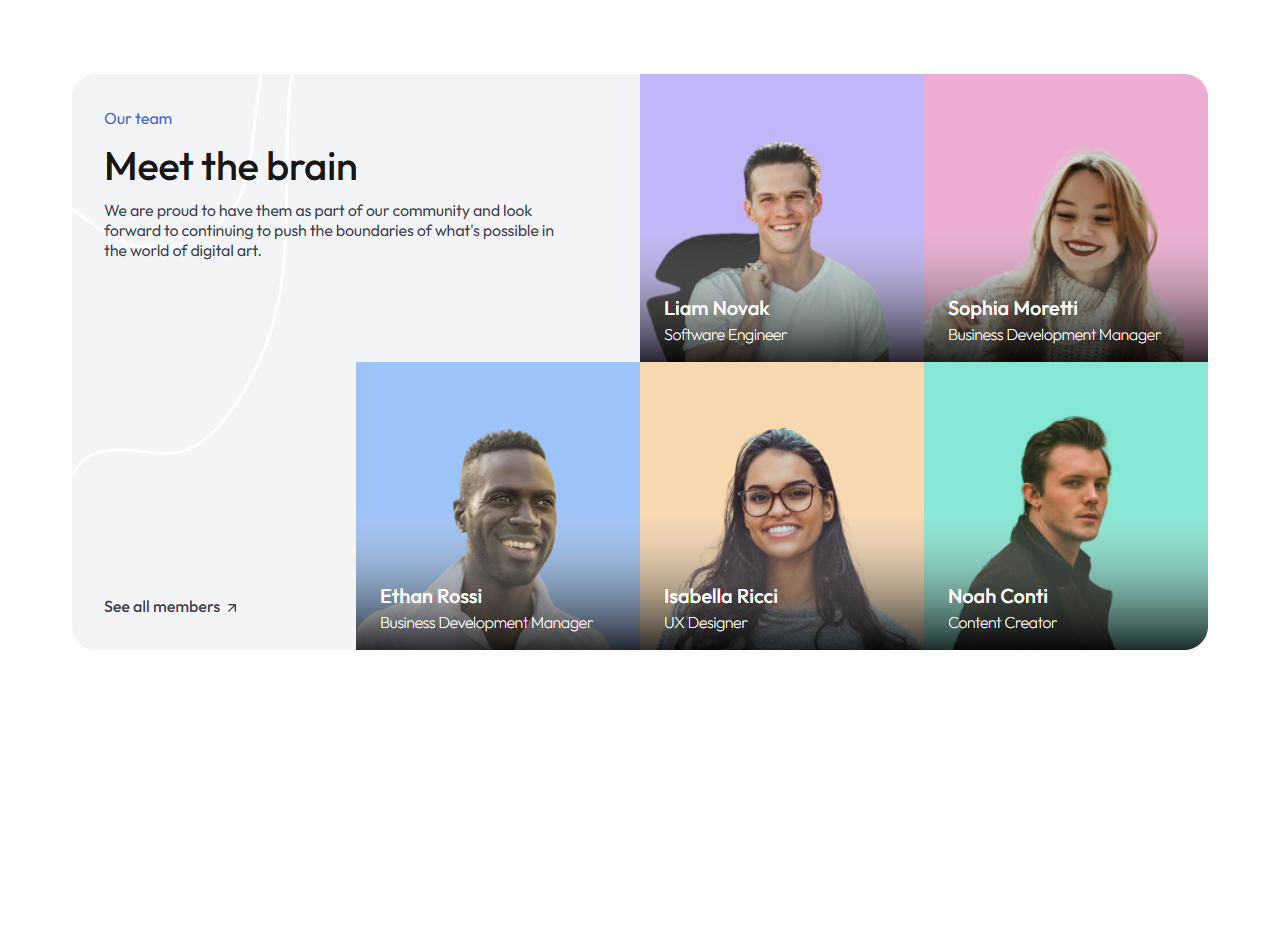 Our team
Meet the brain
We are proud to have them as part of our community and look
forward to continuing to push the boundaries of what's possible in
the world of digital art.
Liam Novak
Software Engineer
Sophia Moretti
Business Development Manager
See all members
Ethan Rossi
Business Development Manager
Isabella Ricci
UX Designer
Noah Conti
Content Creator